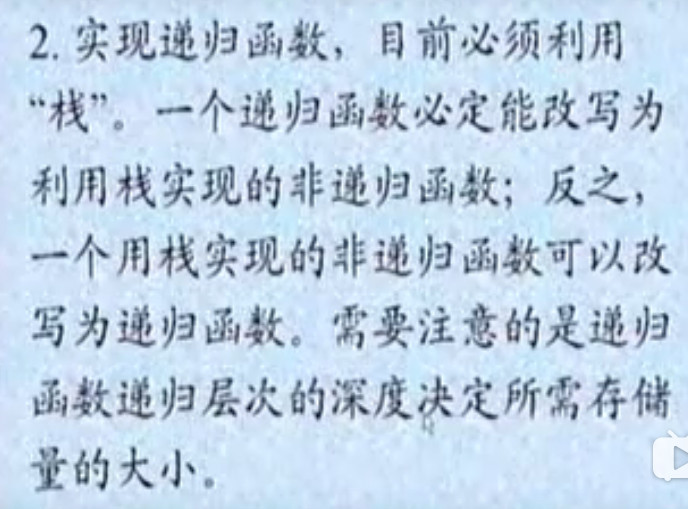 2. 实现递归函数，目前必须利用
“栈”。一个递归函数必定能改写为
利用栈实现的非递归函数；反之，
一个用栈实现的非递归函数可以改
写为递归函数。需要注意的是递归
函数递归层次的深度决定所需存储
量的大小。